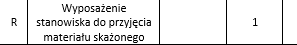 Wyposażenie
R stanowiska do przyjęcia 1
materiału skażonego